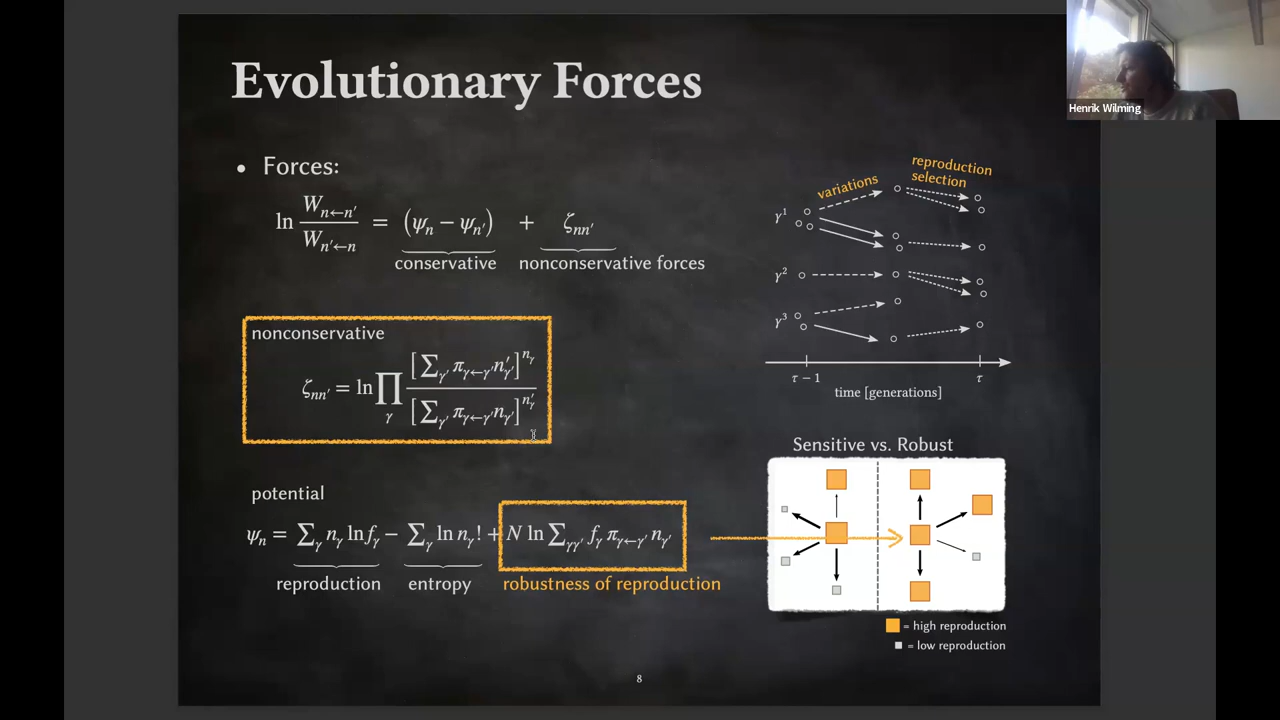 Evolutionary Forces
Henrik Wilming
• Forces:
ln W_{n←n′} / W_{n′←n} = (ψ_n − ψ_{n′}) + ζ_{nn′}
conservative nonconservative forces
nonconservative
ζ_{nn′} = ln ∏_γ [∑_{γ′} π_{γ←γ′} n′_{γ′}]^{n_γ} / [∑_{γ′} π_{γ←γ′} n_{γ′}]^{n′_γ}
potential
ψ_n = ∑_γ n_γ ln f_γ − ∑_γ ln n_γ! + N ln ∑_{γγ′} f_γ π_{γ←γ′} n_{γ′}
reproduction entropy robustness of reproduction
variations
reproduction
selection
γ¹
γ²
γ³
τ − 1
τ
time [generations]
Sensitive vs. Robust
= high reproduction
= low reproduction
8